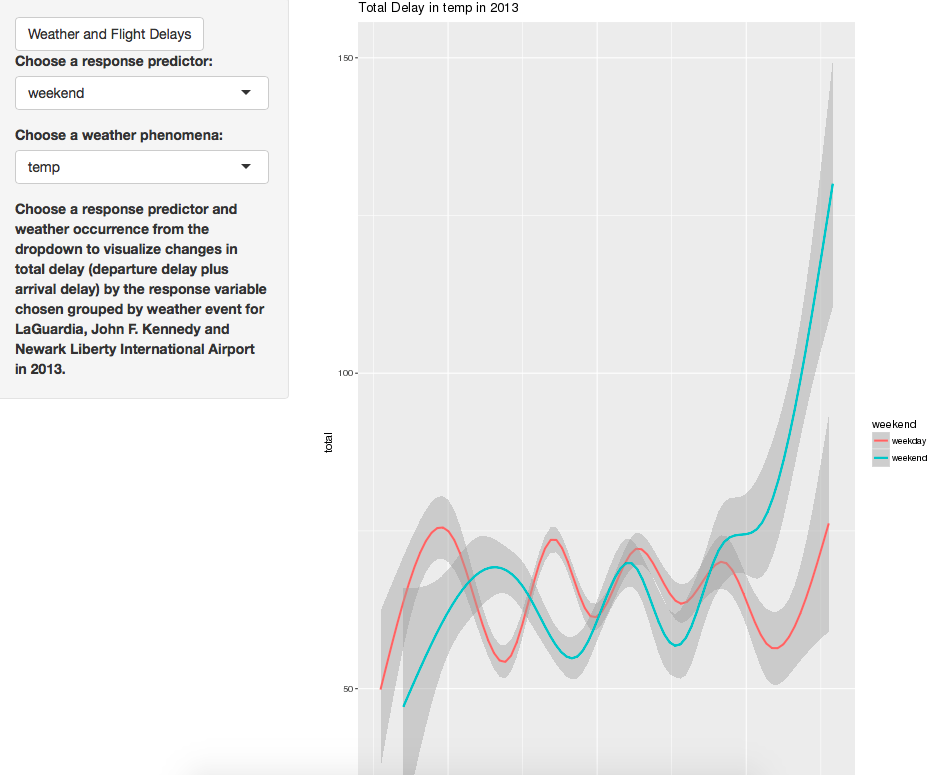 Weather and Flight Delays
Choose a response predictor:
weekend
Choose a weather phenomena:
temp
Choose a response predictor and
weather occurrence from the
dropdown to visualize changes in
total delay (departure delay plus
arrival delay) by the response variable
chosen grouped by weather event for
LaGuardia, John F. Kennedy and
Newark Liberty International Airport
in 2013.
Total Delay in temp in 2013
150
100
50
total
weekend
weekday
weekend